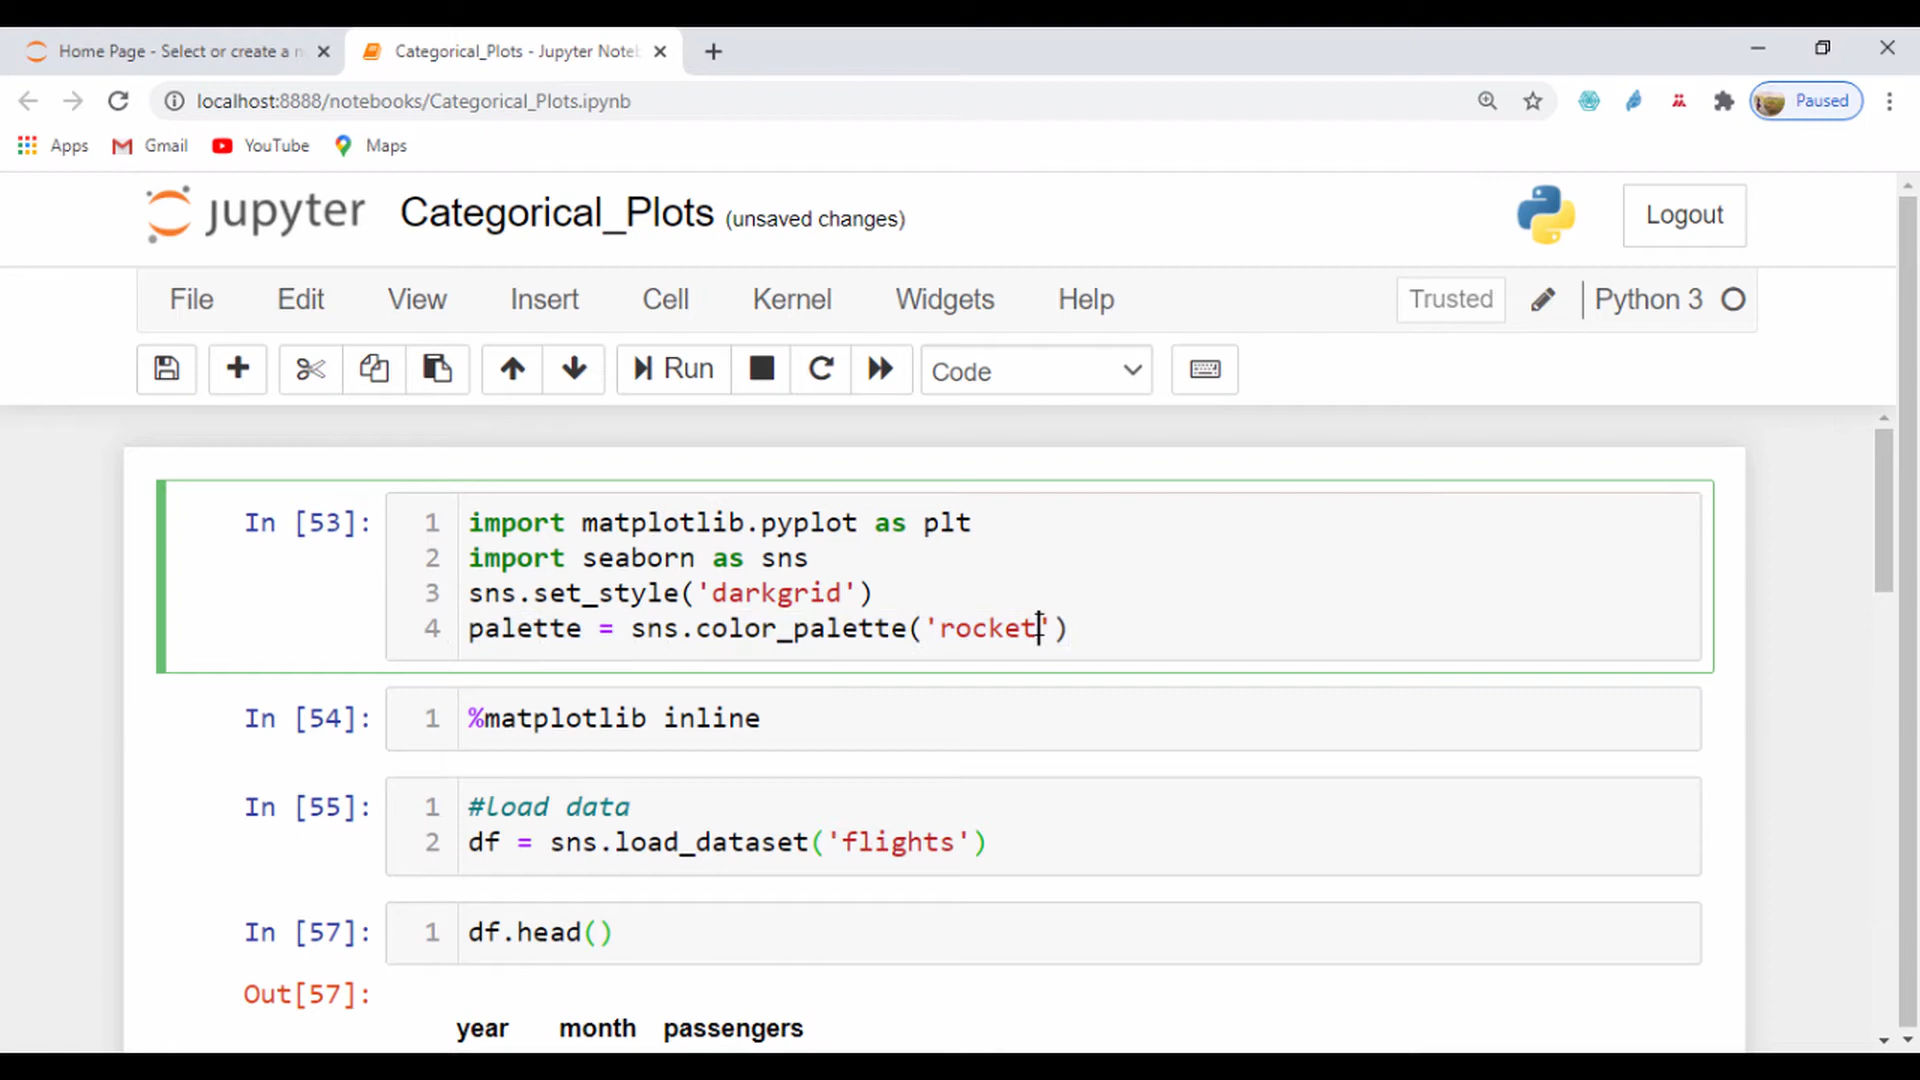 Home Page - Select or create a n
Categorical_Plots - Jupyter Noteb
localhost:8888/notebooks/Categorical_Plots.ipynb
Paused
Apps
Gmail
YouTube
Maps
jupyter
Categorical_Plots (unsaved changes)
Logout
File Edit View Insert Cell Kernel Widgets Help
Trusted
Python 3
Run
Code
In [53]:
1 import matplotlib.pyplot as plt
2 import seaborn as sns
3 sns.set_style('darkgrid')
4 palette = sns.color_palette('rocket')
In [54]:
1 %matplotlib inline
In [55]:
1 #load data
2 df = sns.load_dataset('flights')
In [57]:
1 df.head()
Out[57]:
year month passengers